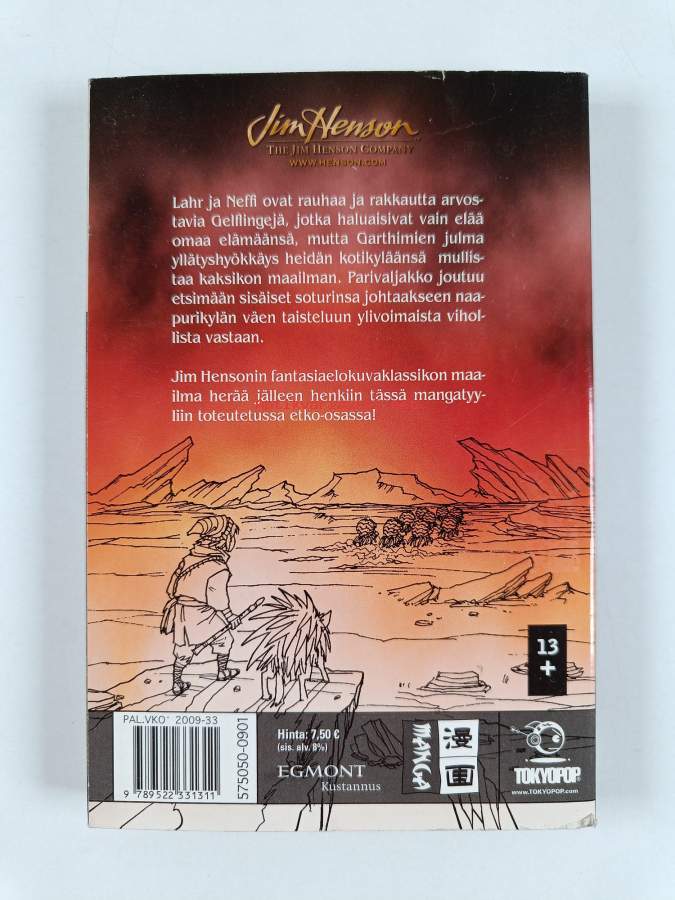 Jim Henson
THE JIM HENSON COMPANY
WWW.HENSON.COM
Lahr ja Neffi ovat rauhaa ja rakkautta arvos-
tavia Gelflingejä, jotka haluaisivat vain elää
omaa elämäänsä, mutta Garthimien julma
yllätyshyökkäys heidän kotikyläänsä mullis-
taa kaksikon maailman. Parivaljakko joutuu
etsimään sisäiset soturinsa johtaakseen naa-
purikylän väen taisteluun ylivoimaista vihol-
lista vastaan.
Jim Hensonin fantasiaelokuvaklassikon maa-
ilma herää jälleen henkiin tässä mangatyy-
liin toteutetussa etko-osassa!
13
+
PAL.VKO 2009-33
9 789522 331311
575050-0901
Hinta: 7,50 €
(sis. alv. 8%)
EGMONT
Kustannus
MANGA
漫画
TOKYOPOP
WWW.TOKYOPOP.com